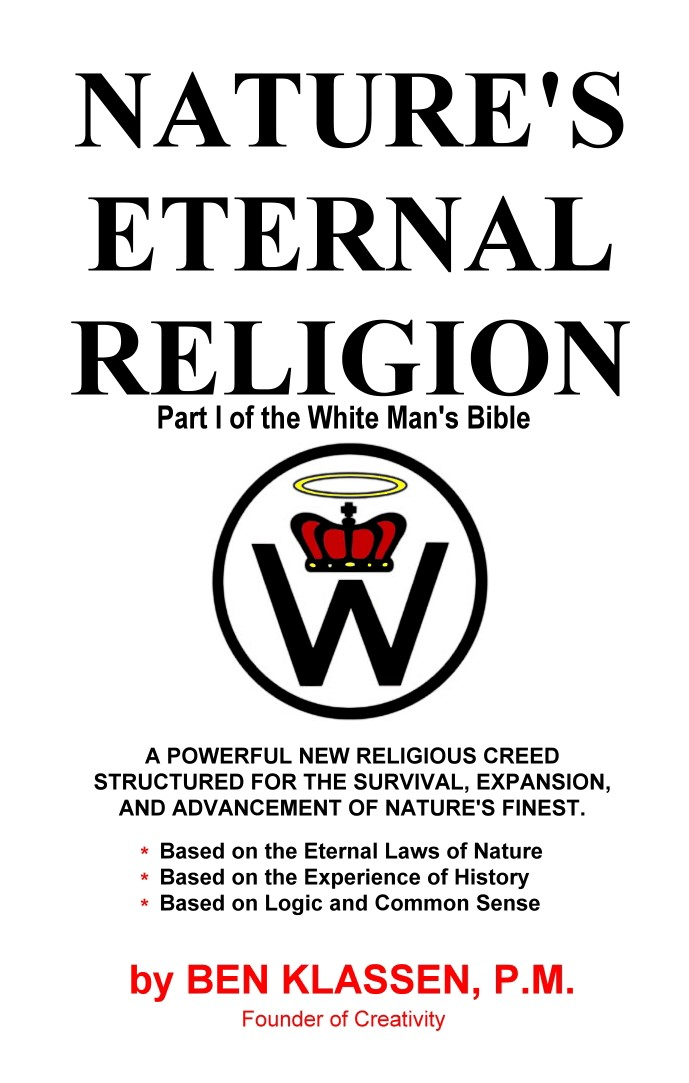 NATURE'S
ETERNAL
RELIGION
Part I of the White Man's Bible
W
A POWERFUL NEW RELIGIOUS CREED
STRUCTURED FOR THE SURVIVAL, EXPANSION,
AND ADVANCEMENT OF NATURE'S FINEST.
* Based on the Eternal Laws of Nature
* Based on the Experience of History
* Based on Logic and Common Sense
by BEN KLASSEN, P.M.
Founder of Creativity